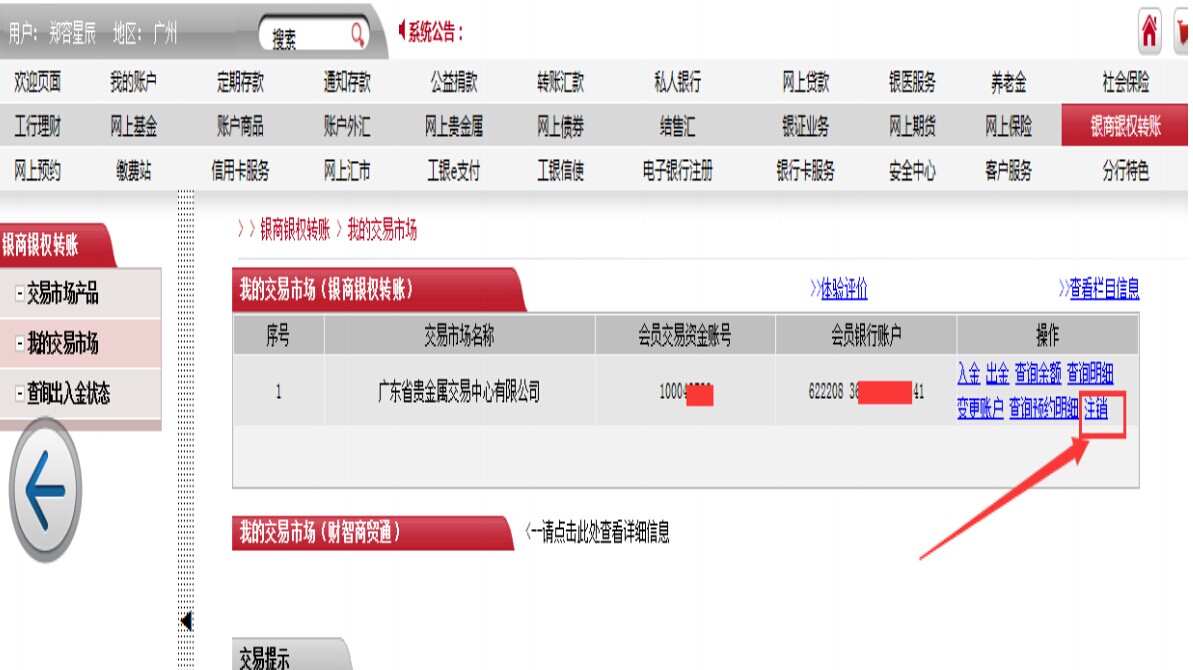 用户： 郑容星辰 地区： 广州 搜索 系统公告：
欢迎页面 我的账户 定期存款 通知存款 公益捐款 转账汇款 私人银行 网上贷款 银医服务 养老金 社会保险
工行理财 网上基金 账户商品 账户外汇 网上贵金属 网上债券 结售汇 银证业务 网上期货 网上保险 银商银权转账
网上预约 缴费站 信用卡服务 网上汇市 工银e支付 工银信使 电子银行注册 银行卡服务 安全中心 客户服务 分行特色
银商银权转账
交易市场产品
我的交易市场
查询出入金状态
>> 银商银权转账 > 我的交易市场
我的交易市场（银商银权转账） >>体验评价 >>查看栏目信息
序号 交易市场名称 会员交易资金账号 会员银行账户 操作
1 广东省贵金属交易中心有限公司 10004 622208 36 41 入金 出金 查询余额 查询明细
变更账户 查询预约明细 注销
我的交易市场（财智商贸通） <--请点击此处查看详细信息
交易提示